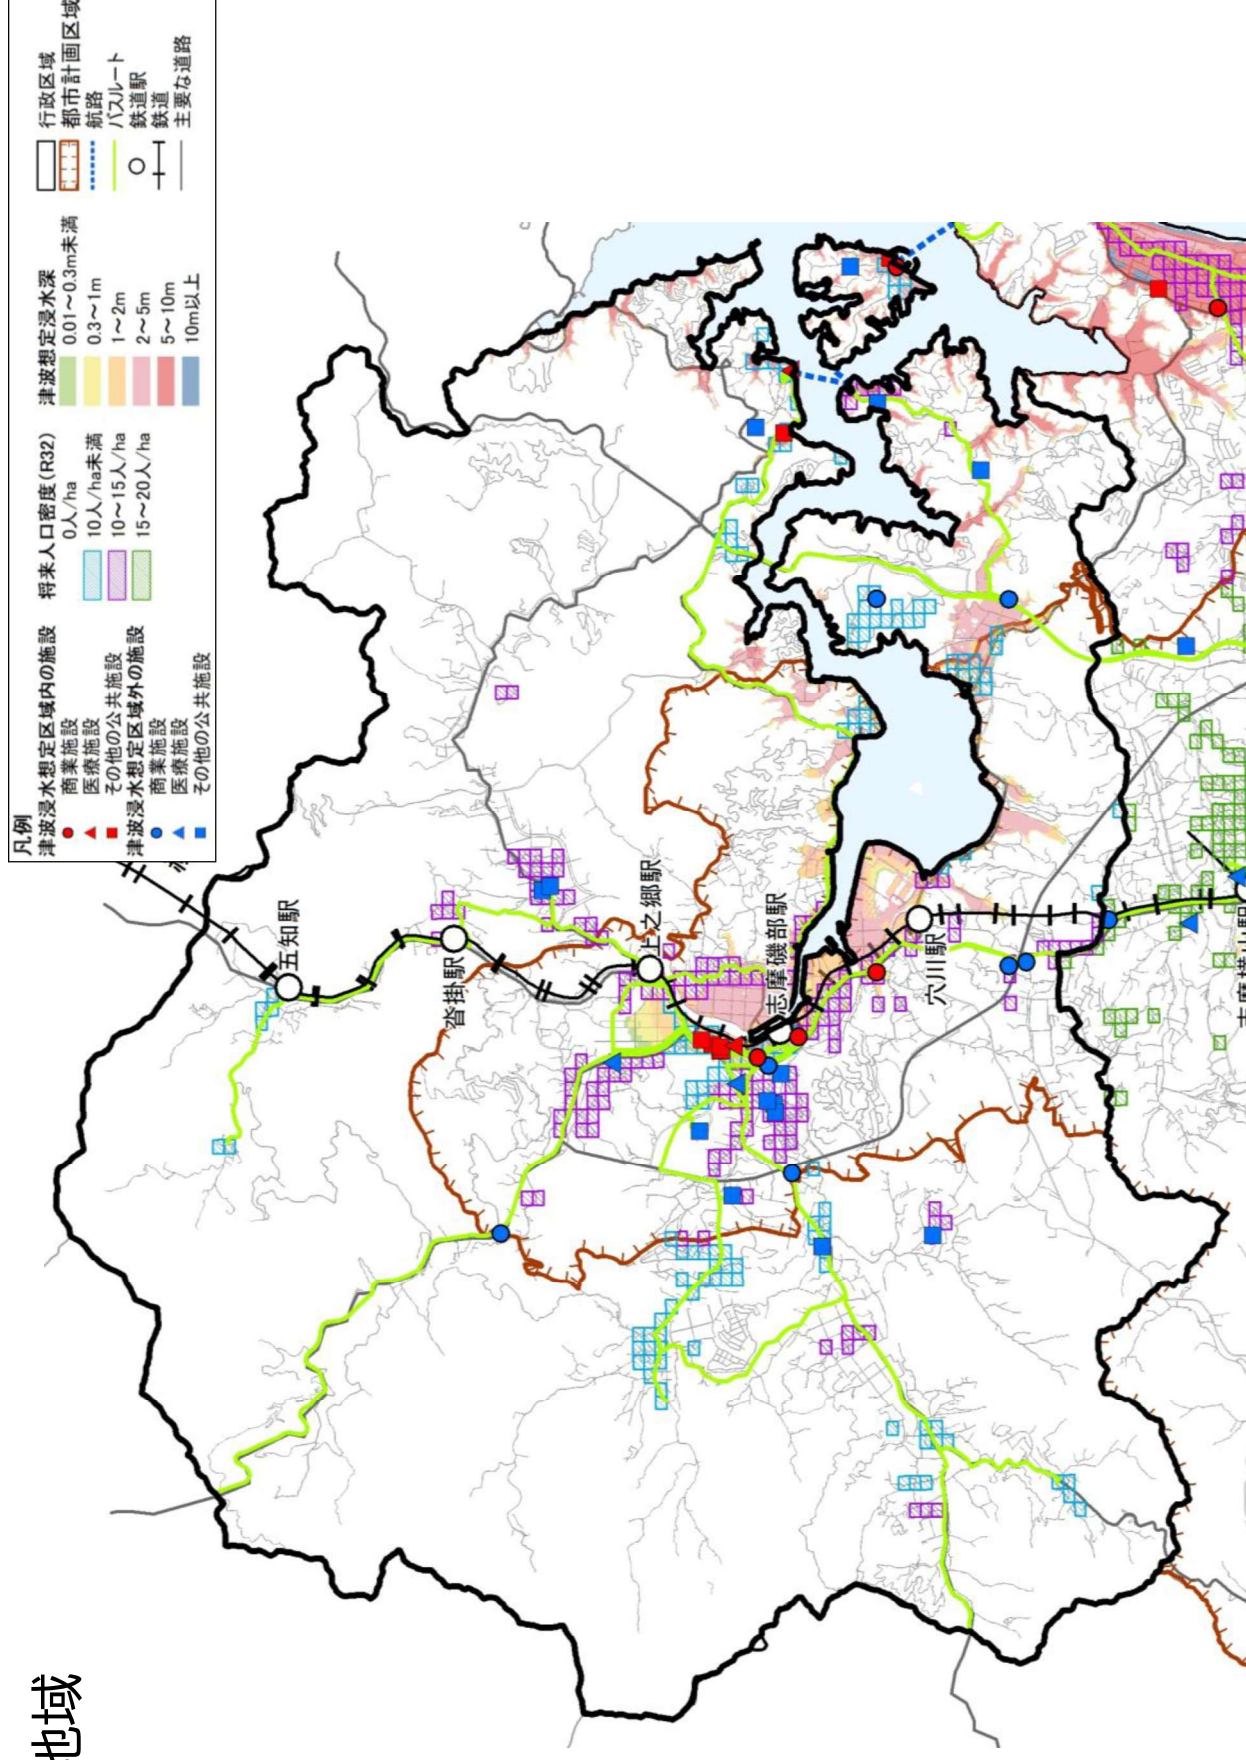 地域
凡例
津波浸水想定区域内の施設
商業施設
医療施設
その他の公共施設
津波浸水想定区域外の施設
商業施設
医療施設
その他の公共施設
将来人口密度(R32)
0人/ha
10人/ha未満
10～15人/ha
15～20人/ha
津波想定浸水深
0.01～0.3m未満
0.3～1m
1～2m
2～5m
5～10m
10m以上
行政区域
都市計画区域
航路
バスルート
鉄道駅
鉄道
主要な道路
五知駅
沓掛駅
上之郷駅
志摩磯部駅
穴川駅
志摩横山駅